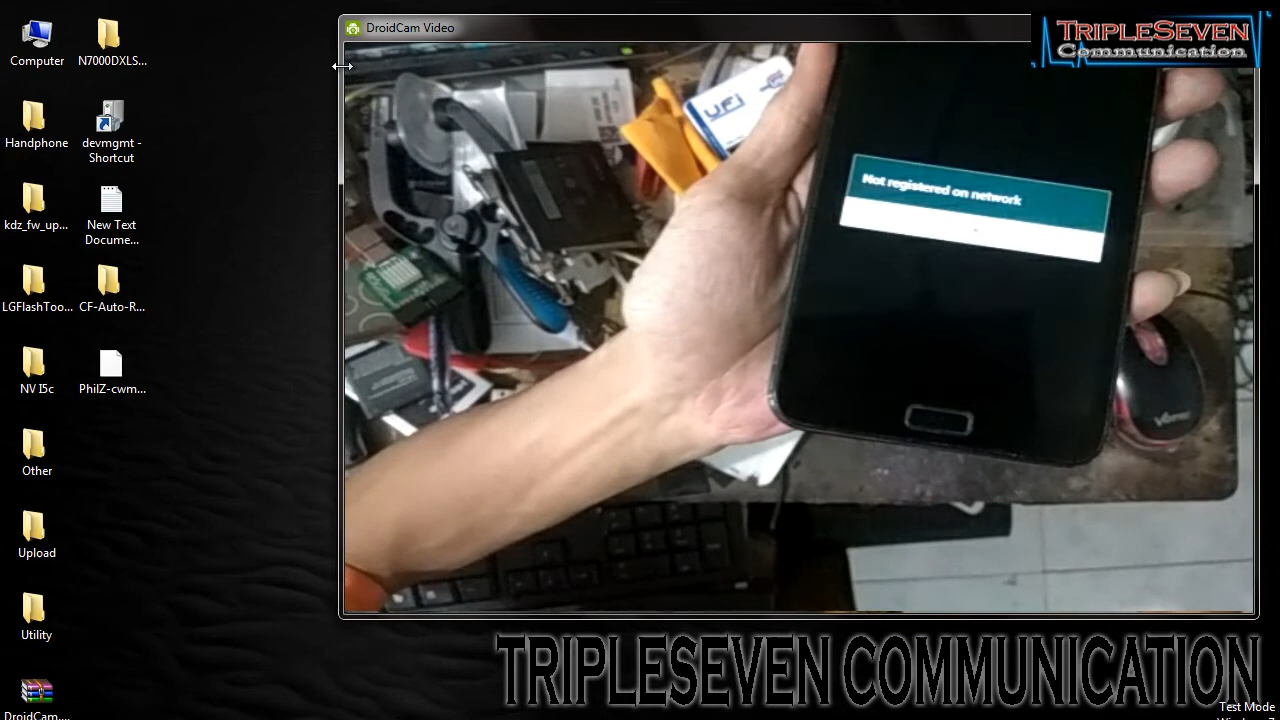 DroidCam Video
TRIPLESEVEN
Communication
Computer
N7000DXLS...
Handphone
devmgmt -
Shortcut
kdz_fw_up...
New Text
Docume...
LGFlashToo...
CF-Auto-R...
NV I5c
PhilZ-cwm...
Other
Upload
Utility
DroidCam....
UFi
Not registered on network
TRIPLESEVEN COMMUNICATION
Test Mode